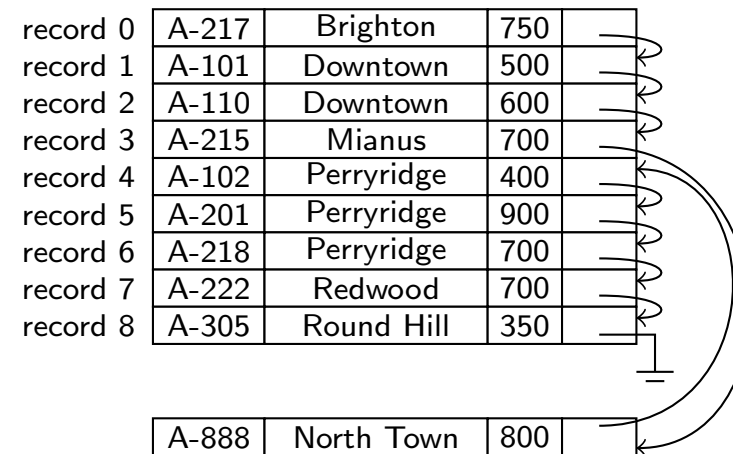 record 0 A-217 Brighton 750
record 1 A-101 Downtown 500
record 2 A-110 Downtown 600
record 3 A-215 Mianus 700
record 4 A-102 Perryridge 400
record 5 A-201 Perryridge 900
record 6 A-218 Perryridge 700
record 7 A-222 Redwood 700
record 8 A-305 Round Hill 350
A-888 North Town 800